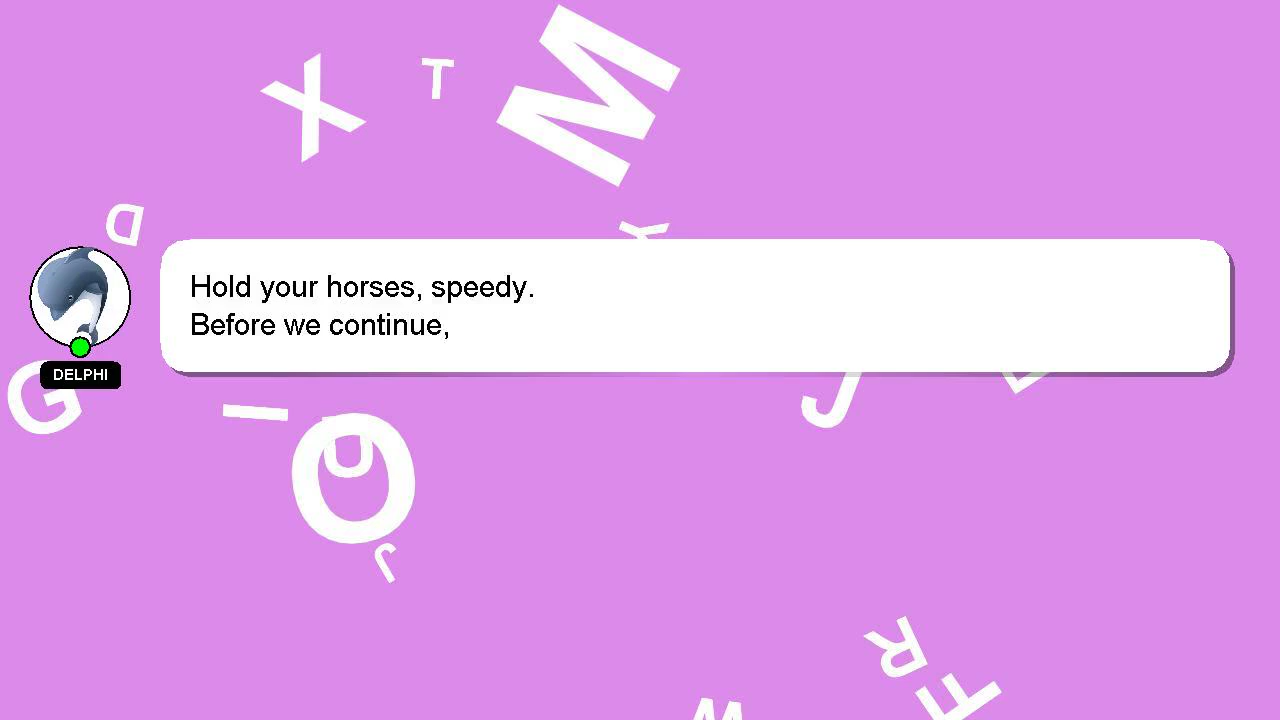 X
T
M
D
Y
Hold your horses, speedy.
Before we continue,
DELPHI
G
I
O
U
J
J
R
F
W